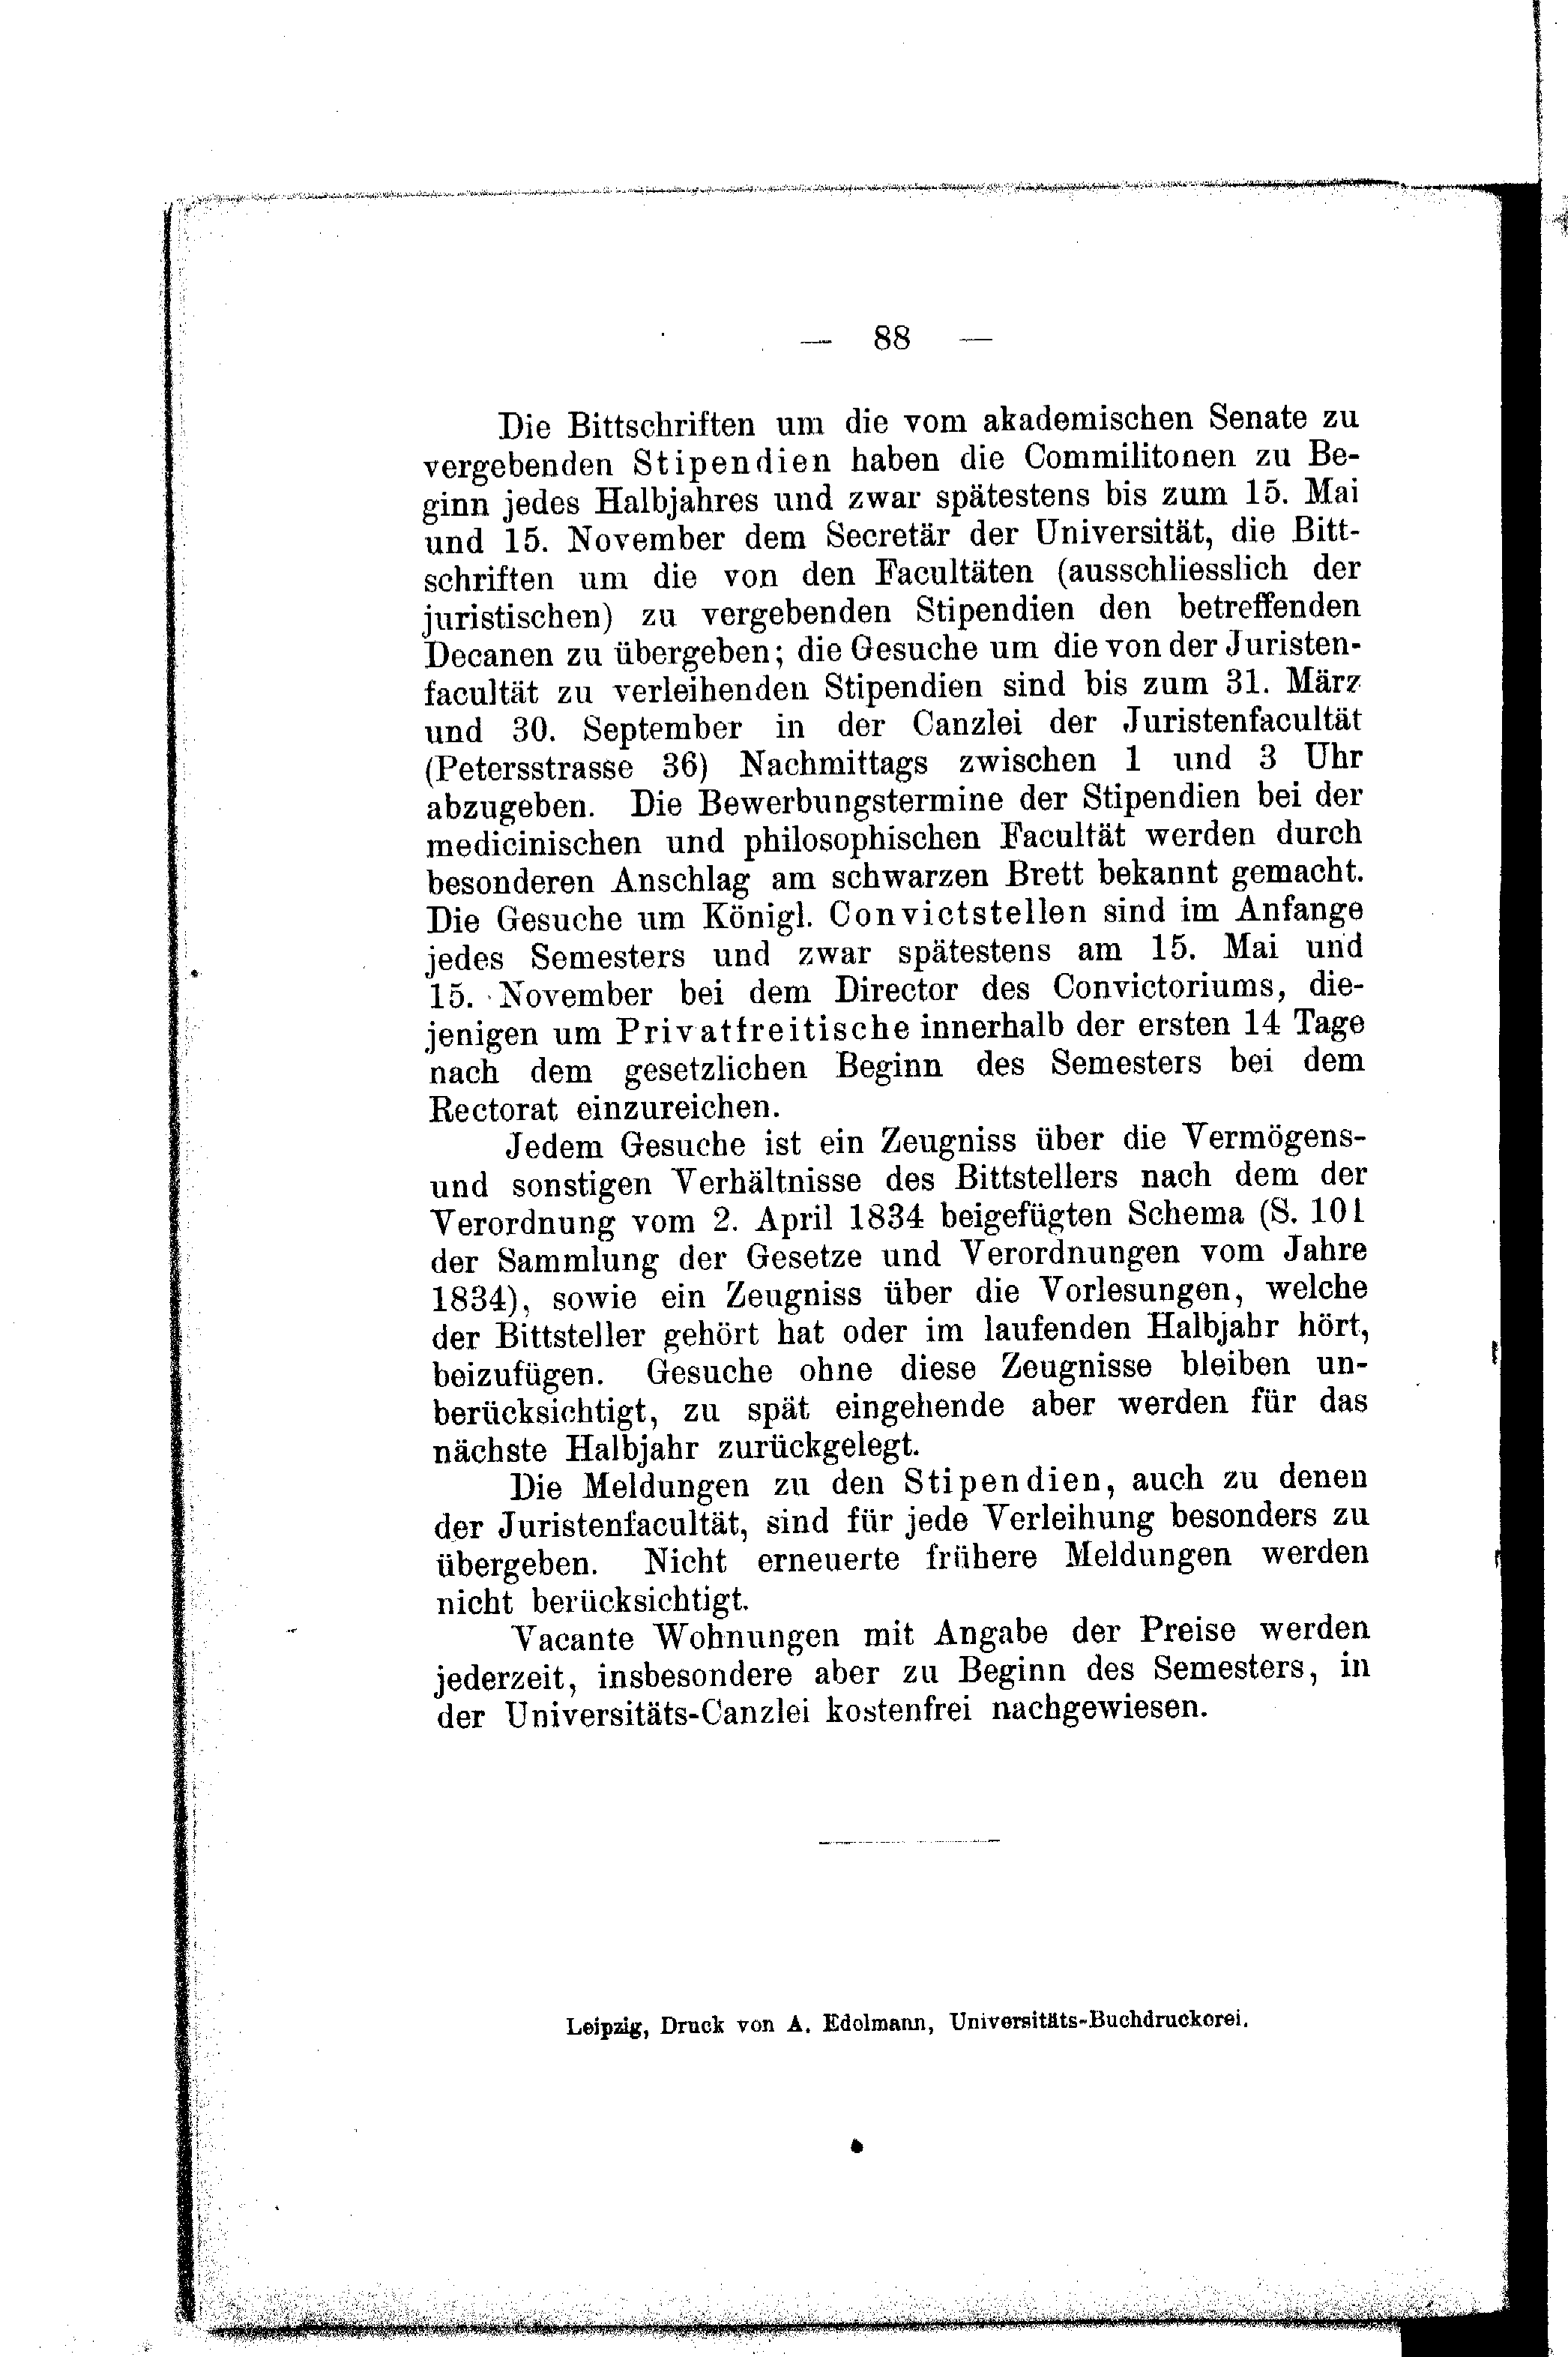 — 88 —
Die Bittschriften um die vom akademischen Senate zu
vergebenden Stipendien haben die Commilitonen zu Be-
ginn jedes Halbjahres und zwar spätestens bis zum 15. Mai
und 15. November dem Secretär der Universität, die Bitt-
schriften um die von den Facultäten (ausschliesslich der
juristischen) zu vergebenden Stipendien den betreffenden
Decanen zu übergeben; die Gesuche um die von der Juristen-
facultät zu verleihenden Stipendien sind bis zum 31. März
und 30. September in der Canzlei der Juristenfacultät
(Petersstrasse 36) Nachmittags zwischen 1 und 3 Uhr
abzugeben. Die Bewerbungstermine der Stipendien bei der
medicinischen und philosophischen Facultät werden durch
besonderen Anschlag am schwarzen Brett bekannt gemacht.
Die Gesuche um Königl. Convictstellen sind im Anfange
jedes Semesters und zwar spätestens am 15. Mai und
15. November bei dem Director des Convictoriums, die-
jenigen um Privatfreitische innerhalb der ersten 14 Tage
nach dem gesetzlichen Beginn des Semesters bei dem
Rectorat einzureichen.
Jedem Gesuche ist ein Zeugniss über die Vermögens-
und sonstigen Verhältnisse des Bittstellers nach dem der
Verordnung vom 2. April 1834 beigefügten Schema (S. 101
der Sammlung der Gesetze und Verordnungen vom Jahre
1834), sowie ein Zeugniss über die Vorlesungen, welche
der Bittsteller gehört hat oder im laufenden Halbjahr hört,
beizufügen. Gesuche ohne diese Zeugnisse bleiben un-
berücksichtigt, zu spät eingehende aber werden für das
nächste Halbjahr zurückgelegt.
Die Meldungen zu den Stipendien, auch zu denen
der Juristenfacultät, sind für jede Verleihung besonders zu
übergeben. Nicht erneuerte frühere Meldungen werden
nicht berücksichtigt.
Vacante Wohnungen mit Angabe der Preise werden
jederzeit, insbesondere aber zu Beginn des Semesters, in
der Universitäts-Canzlei kostenfrei nachgewiesen.
Leipzig, Druck von A. Edelmann, Universitäts-Buchdruckerei.